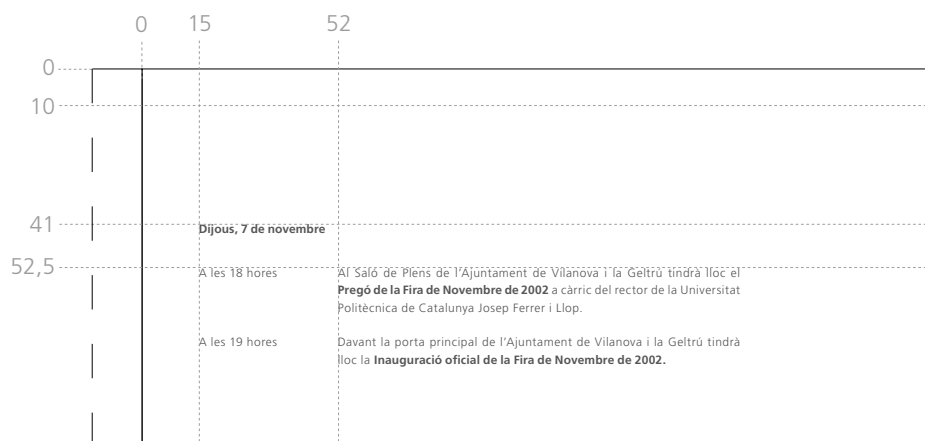 0 15 52
0
10
41
Dijous, 7 de novembre
52,5
A les 18 hores Al Saló de Plens de l'Ajuntament de Vilanova i la Geltrú tindrà lloc el
Pregó de la Fira de Novembre de 2002 a càrric del rector de la Universitat
Politècnica de Catalunya Josep Ferrer i Llop.
A les 19 hores Davant la porta principal de l'Ajuntament de Vilanova i la Geltrú tindrà
lloc la Inauguració oficial de la Fira de Novembre de 2002.